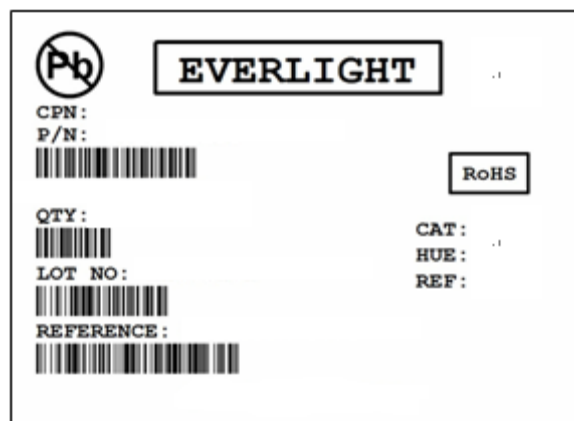 Pb
EVERLIGHT
CPN:
P/N:
RoHS
QTY:
CAT:
HUE:
LOT NO:
REF:
REFERENCE: